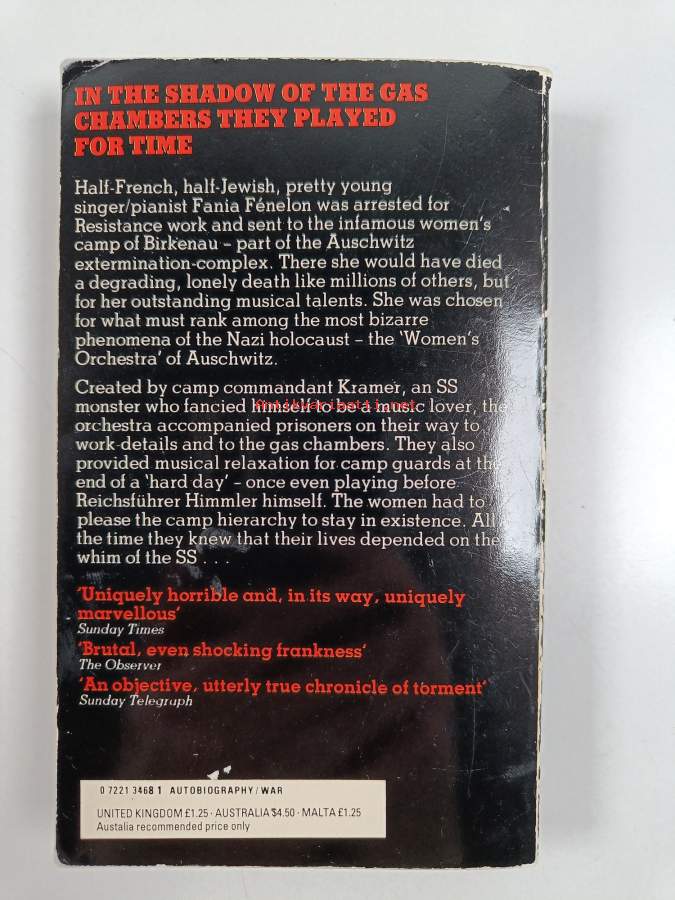 IN THE SHADOW OF THE GAS
CHAMBERS THEY PLAYED
FOR TIME
Half-French, half-Jewish, pretty young
singer/pianist Fania Fénelon was arrested for
Resistance work and sent to the infamous women's
camp of Birkenau – part of the Auschwitz
extermination-complex. There she would have died
a degrading, lonely death like millions of others, but
for her outstanding musical talents. She was chosen
for what must rank among the most bizarre
phenomena of the Nazi holocaust – the 'Women's
Orchestra' of Auschwitz.
Created by camp commandant Kramer, an SS
monster who fancied himself to be a music lover, the
orchestra accompanied prisoners on their way to
work-details and to the gas chambers. They also
provided musical relaxation for camp guards at the
end of a 'hard day' – once even playing before
Reichsführer Himmler himself. The women had to
please the camp hierarchy to stay in existence. All
the time they knew that their lives depended on the
whim of the SS . . .
'Uniquely horrible and, in its way, uniquely
marvellous'
Sunday Times
'Brutal, even shocking frankness'
The Observer
'An objective, utterly true chronicle of torment'
Sunday Telegraph
0 7221 3468 1 AUTOBIOGRAPHY/WAR
UNITED KINGDOM £1.25 · AUSTRALIA $4.50 · MALTA £1.25
Austalia recommended price only